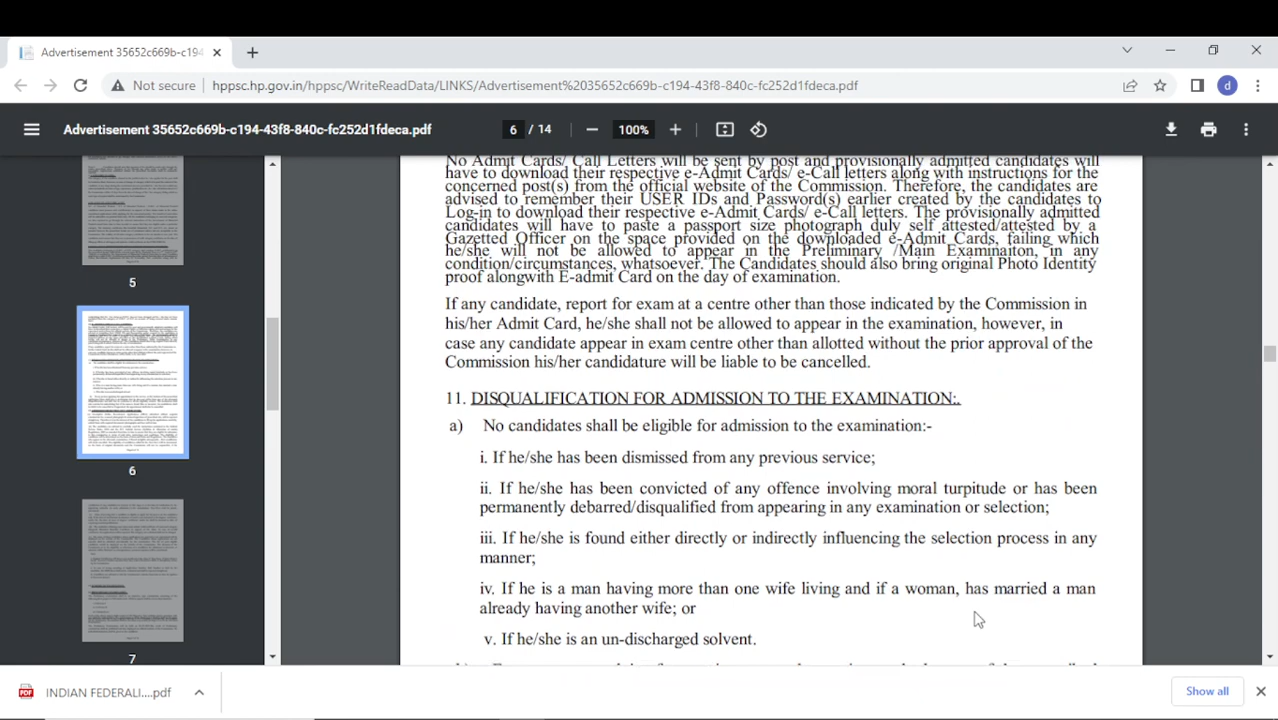 Advertisement 35652c669b-c194
Not secure
hppsc.hp.gov.in/hppsc/WriteReadData/LINKS/Advertisement%2035652c669b-c194-43f8-840c-fc252d1fdeca.pdf
d
Advertisement 35652c669b-c194-43f8-840c-fc252d1fdeca.pdf
6 / 14
100%
5
6
7
No Admit Cards/ Call Letters will be sent by post and provisionally admitted candidates will
have to download their respective e-Admit Cards/ e-Call letters along with instructions for the
concerned posts from the official website of the Commission. Therefore, the candidates are
advised to remember their USER IDs and Password(s) earlier created by the candidates to
Login to download their respective e-Admit Cards/ e-call letters. The provisionally admitted
candidates will have to paste a passport size photograph duly self attested/attested by a
Gazetted Officer on the space provided on the downloaded e-Admit Cards, failing which
he/she will not be allowed to appear in the Preliminary /Main Examinaiton, in any
condition/circumstances, whatsoever. The Candidates should also bring original Photo Identity
proof alongwith E-admit Card on the day of examination.
If any candidate, report for exam at a centre other than those indicated by the Commission in
his/her Admit Card, he/she shall not be allowed to appear in the examination, however, in
case any candidate appear in exam centre other than allotted without the prior approval of the
Commission, his candidature will be liable to be cancelled.
11. DISQUALIFICATION FOR ADMISSION TO THE EXAMINATION:.
a) No candidate shall be eligible for admission to the examination:-
i. If he/she has been dismissed from any previous service;
ii. If he/she has been convicted of any offence involving moral turpitude or has been
permanently debarred/disqualified from appearing in any examination or selection;
iii. If he/she is found either directly or indirectly influencing the selection process in any
manner;
iv. If he is a man having more than one wife living and if a woman, has married a man
already having another wife; or
v. If he/she is an un-discharged solvent.
INDIAN FEDERALI....pdf
Show all